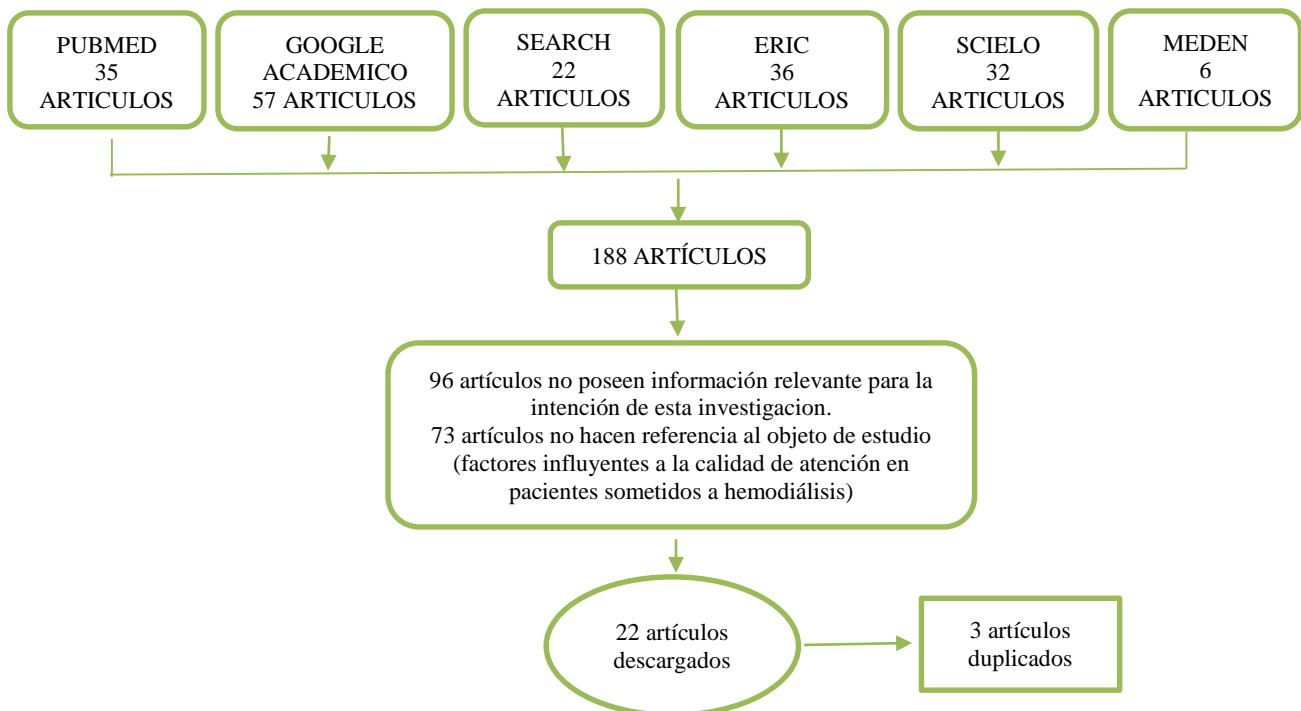 PUBMED
35
ARTICULOS
GOOGLE
ACADEMICO
57 ARTICULOS
SEARCH
22
ARTICULOS
ERIC
36
ARTICULOS
SCIELO
32
ARTICULOS
MEDEN
6
ARTICULOS
188 ARTÍCULOS
96 artículos no poseen información relevante para la
intención de esta investigacion.
73 artículos no hacen referencia al objeto de estudio
(factores influyentes a la calidad de atención en
pacientes sometidos a hemodiálisis)
22 artículos
descargados
3 artículos
duplicados